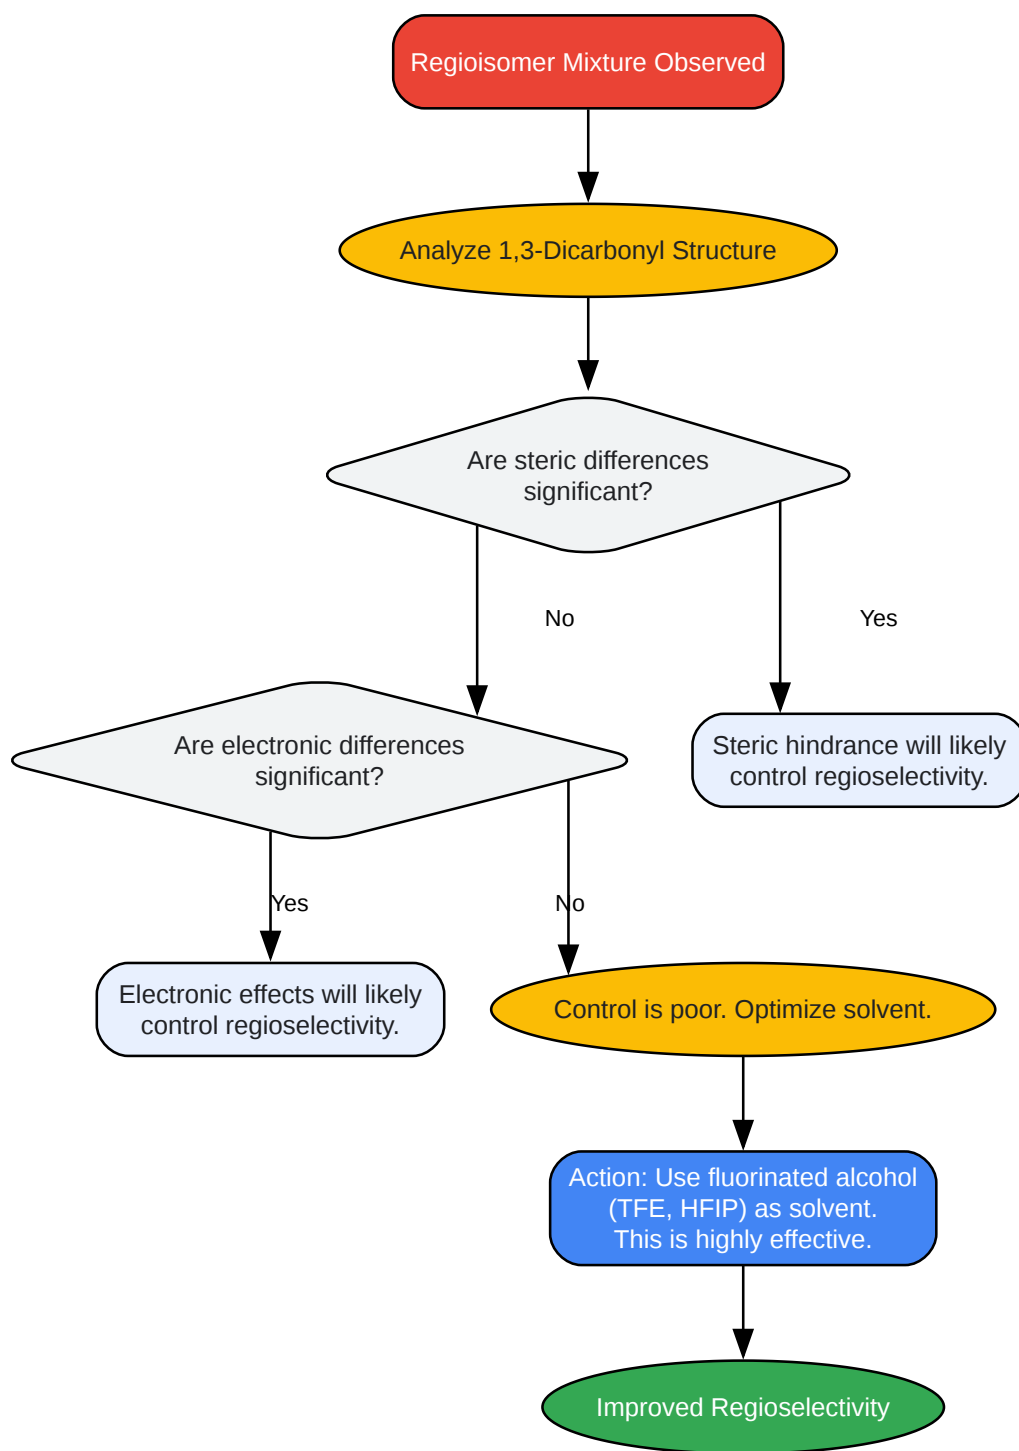 Regioisomer Mixture Observed
Analyze 1,3-Dicarbonyl Structure
Are steric differences
significant?
No
Yes
Are electronic differences
significant?
Steric hindrance will likely
control regioselectivity.
Yes
No
Electronic effects will likely
control regioselectivity.
Control is poor. Optimize solvent.
Action: Use fluorinated alcohol
(TFE, HFIP) as solvent.
This is highly effective.
Improved Regioselectivity